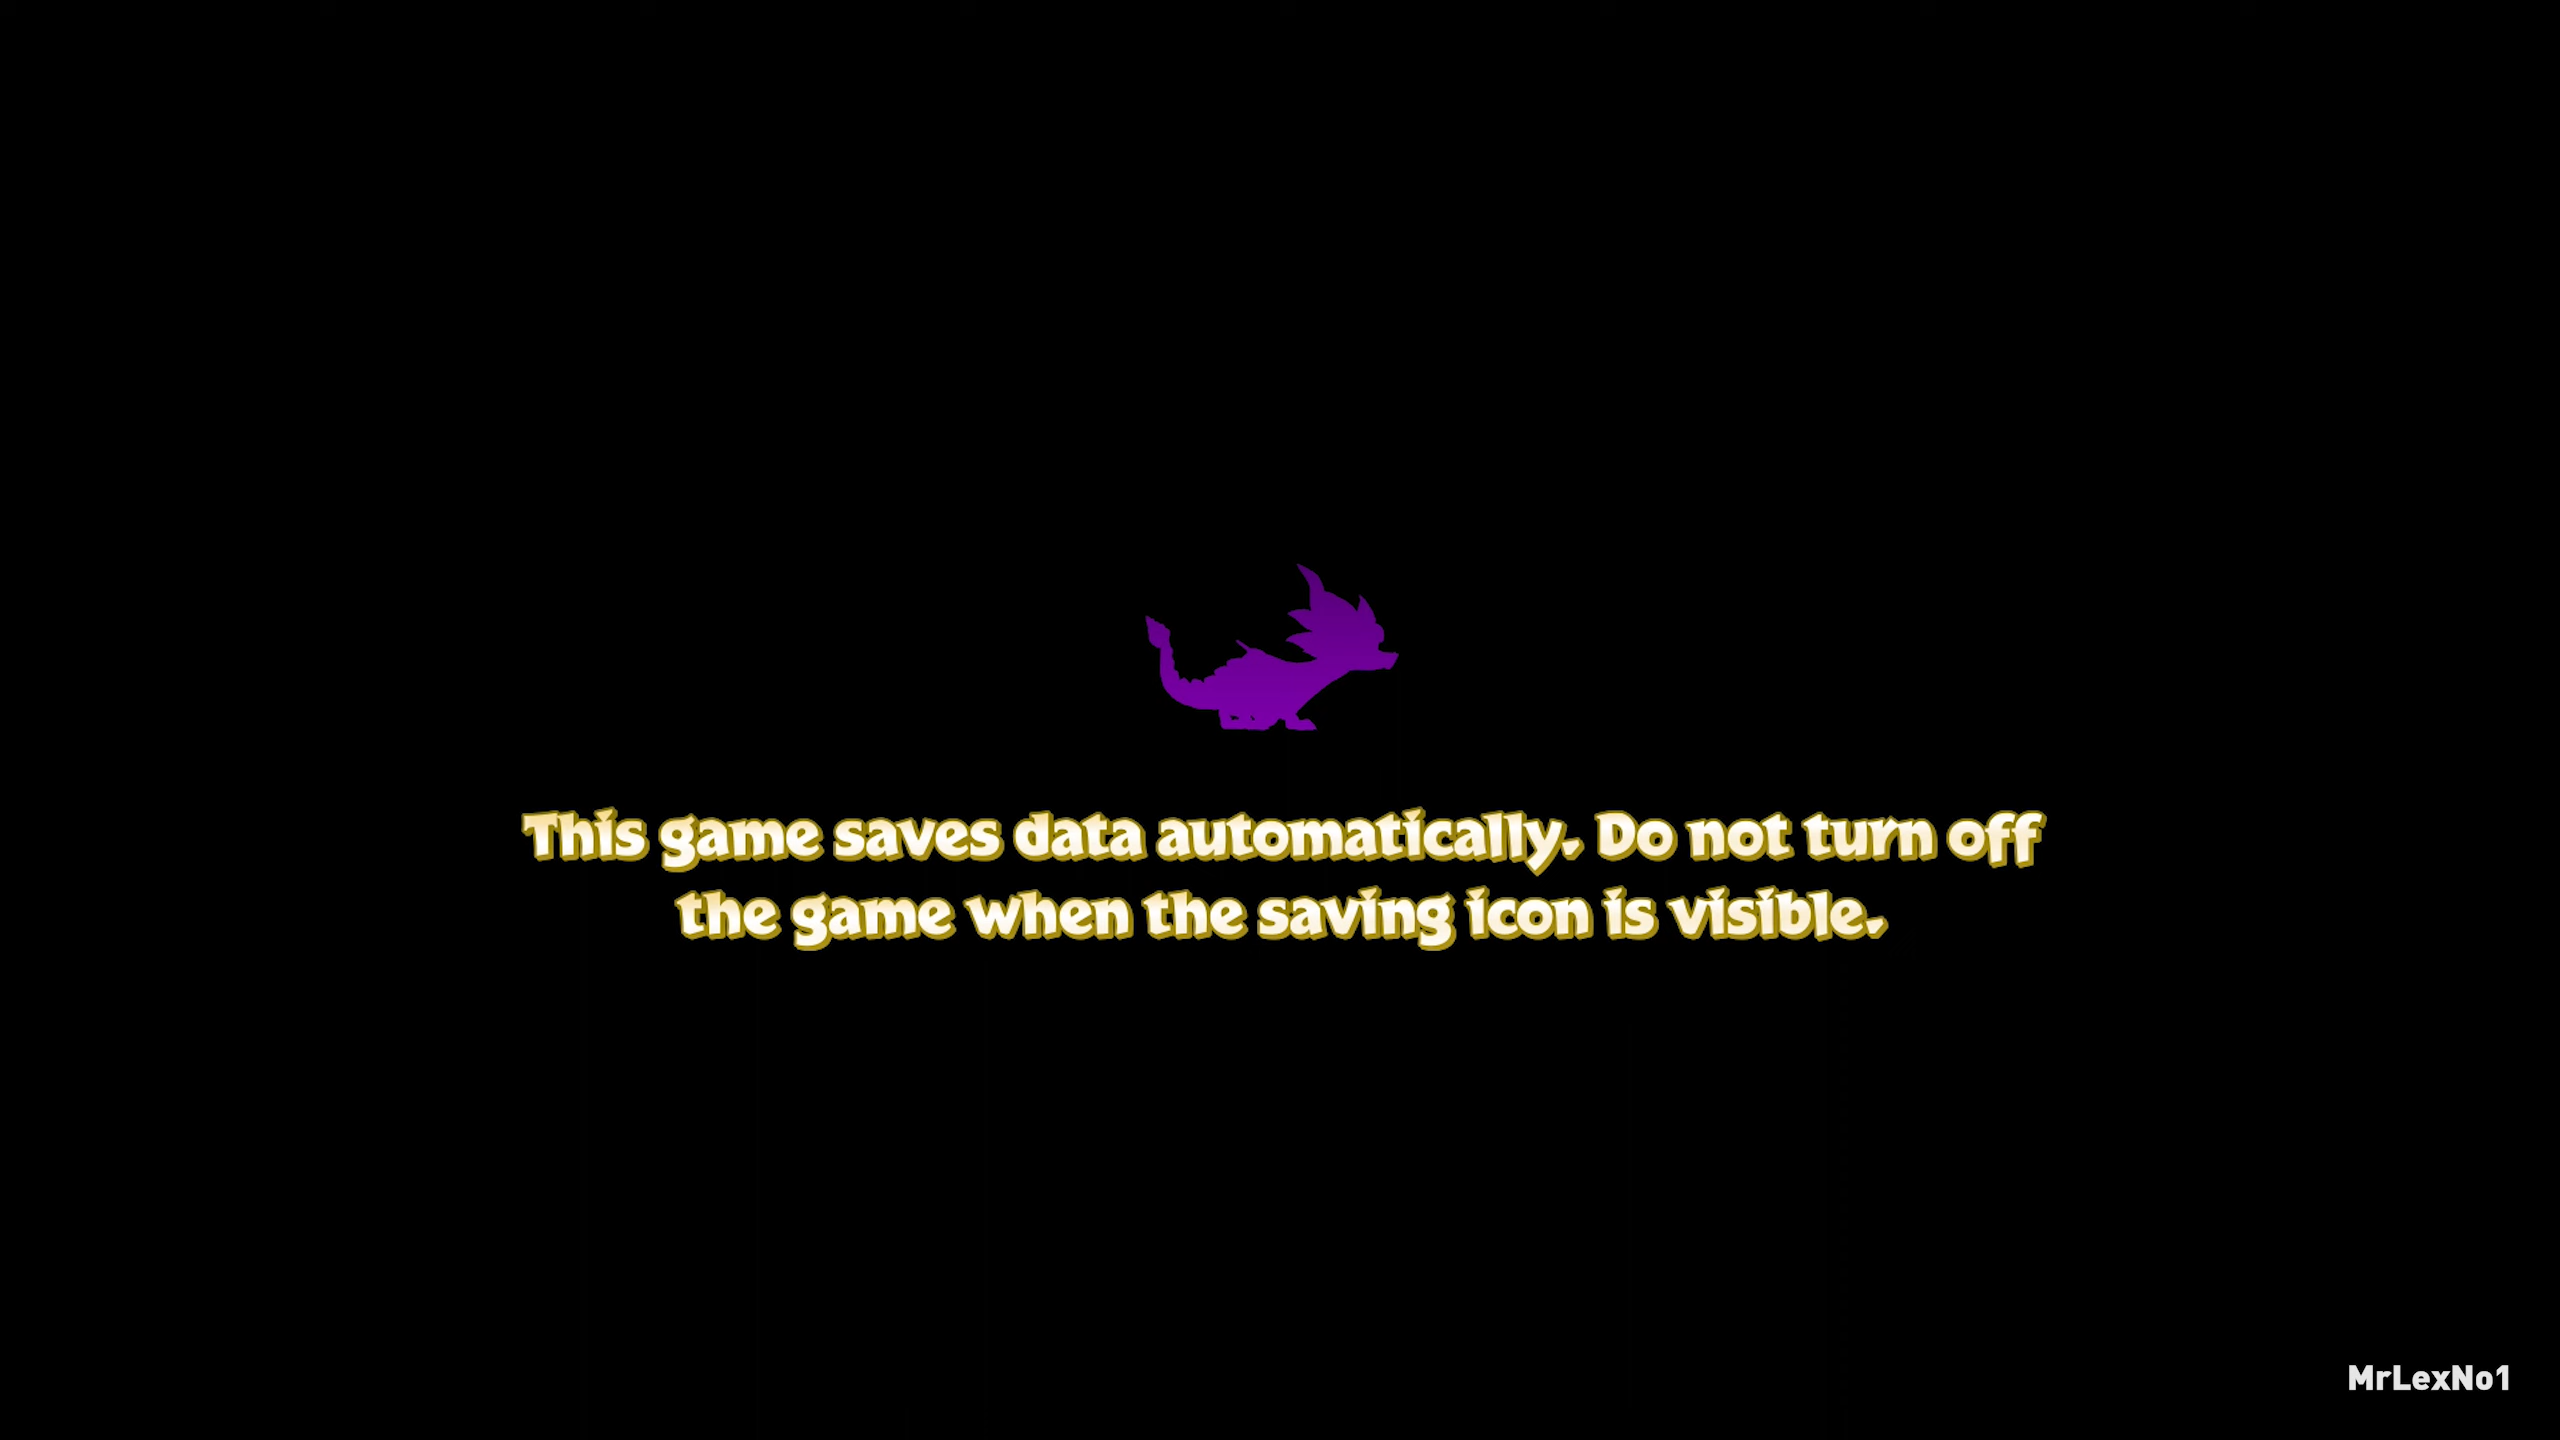 This game saves data automatically. Do not turn off
the game when the saving icon is visible.
MrLexNo1